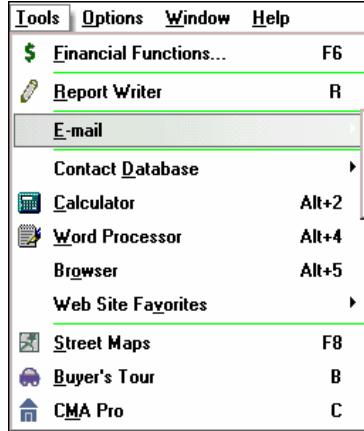 Tools Options Window Help
$ Financial Functions... F6
Report Writer R
E-mail
Contact Database
Calculator Alt+2
Word Processor Alt+4
Browser Alt+5
Web Site Favorites
Street Maps F8
Buyer's Tour B
CMA Pro C